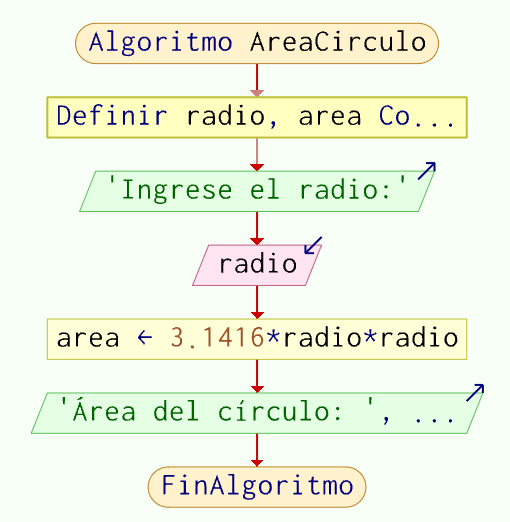 Algoritmo AreaCirculo
Definir radio, area Co...
'Ingrese el radio:'
radio
area ← 3.1416*radio*radio
'Área del círculo: ', ...
FinAlgoritmo